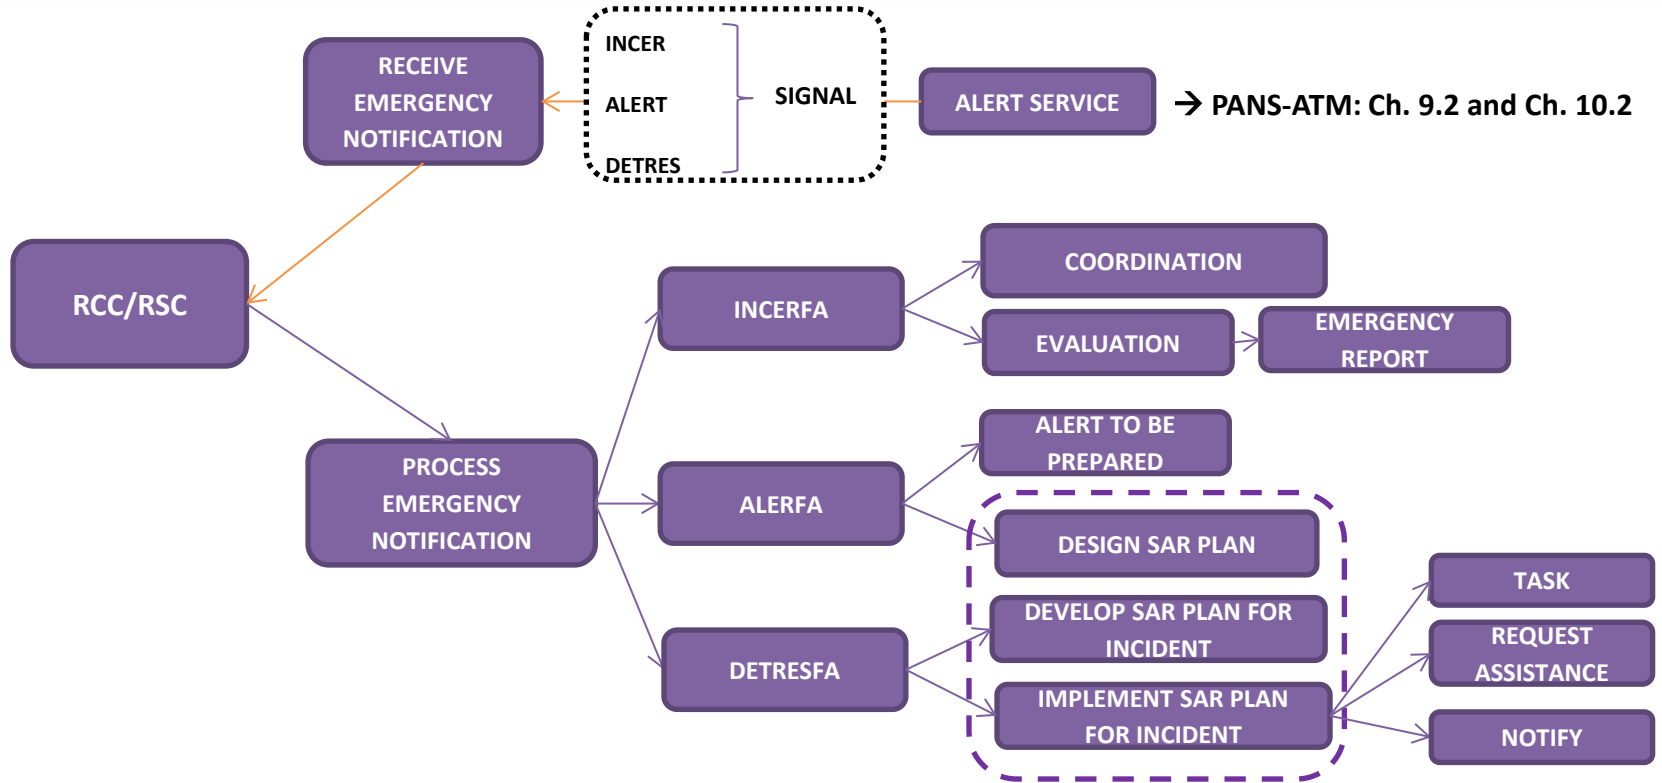 RECEIVE
EMERGENCY
NOTIFICATION
INCER
ALERT
DETRES
SIGNAL
ALERT SERVICE
→ PANS-ATM: Ch. 9.2 and Ch. 10.2
RCC/RSC
PROCESS
EMERGENCY
NOTIFICATION
INCERFA
COORDINATION
EVALUATION
EMERGENCY
REPORT
ALERFA
ALERT TO BE
PREPARED
DESIGN SAR PLAN
DETRESFA
DEVELOP SAR PLAN FOR
INCIDENT
IMPLEMENT SAR PLAN
FOR INCIDENT
TASK
REQUEST
ASSISTANCE
NOTIFY